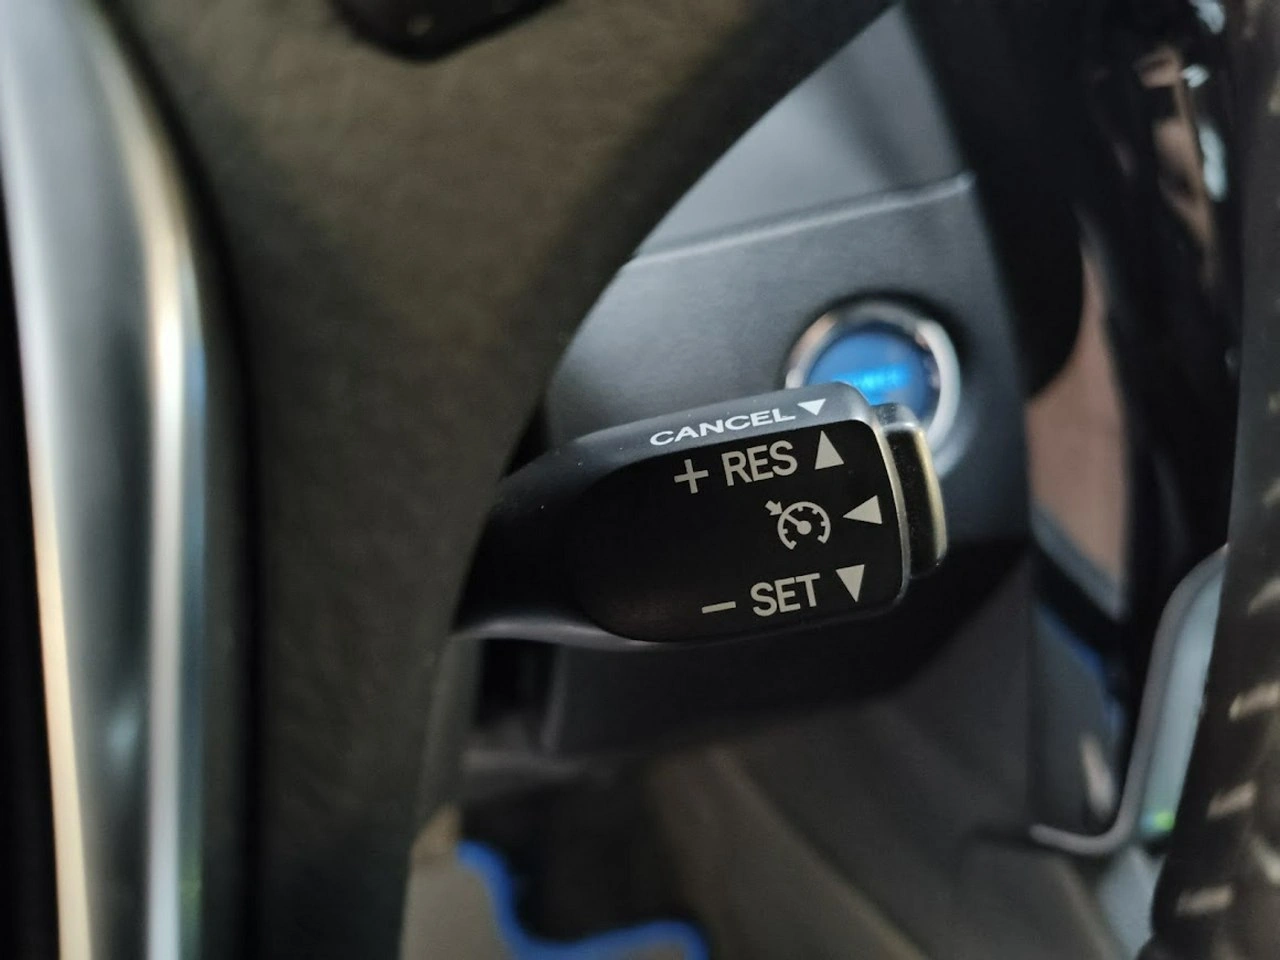 CANCEL▼
+ RES ▲
◀
− SET ▼